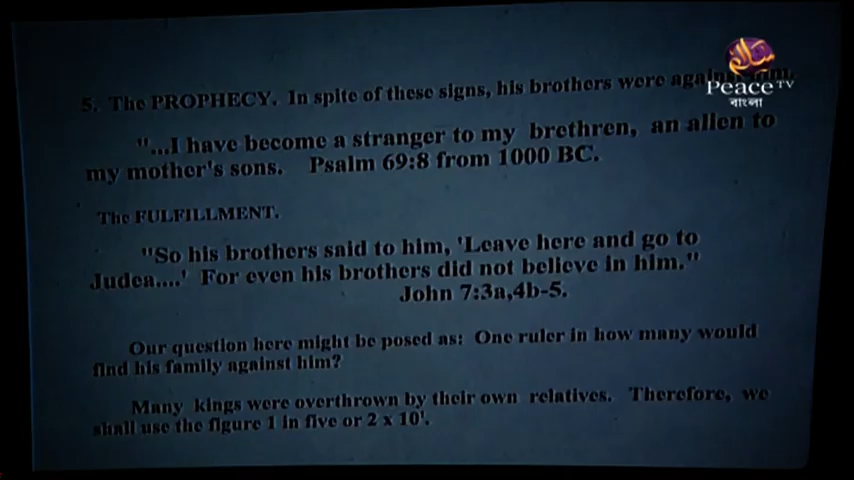 5. The PROPHECY. In spite of these signs, his brothers were against him.
"...I have become a stranger to my brethren, an alien to
my mother's sons. Psalm 69:8 from 1000 BC.
The FULFILLMENT.
"So his brothers said to him, 'Leave here and go to
Judea....' For even his brothers did not believe in him."
John 7:3a,4b-5.
Our question here might be posed as: One ruler in how many would
find his family against him?
Many kings were overthrown by their own relatives. Therefore, we
shall use the figure 1 in five or 2 x 10¹.
Peace TV
বাংলা